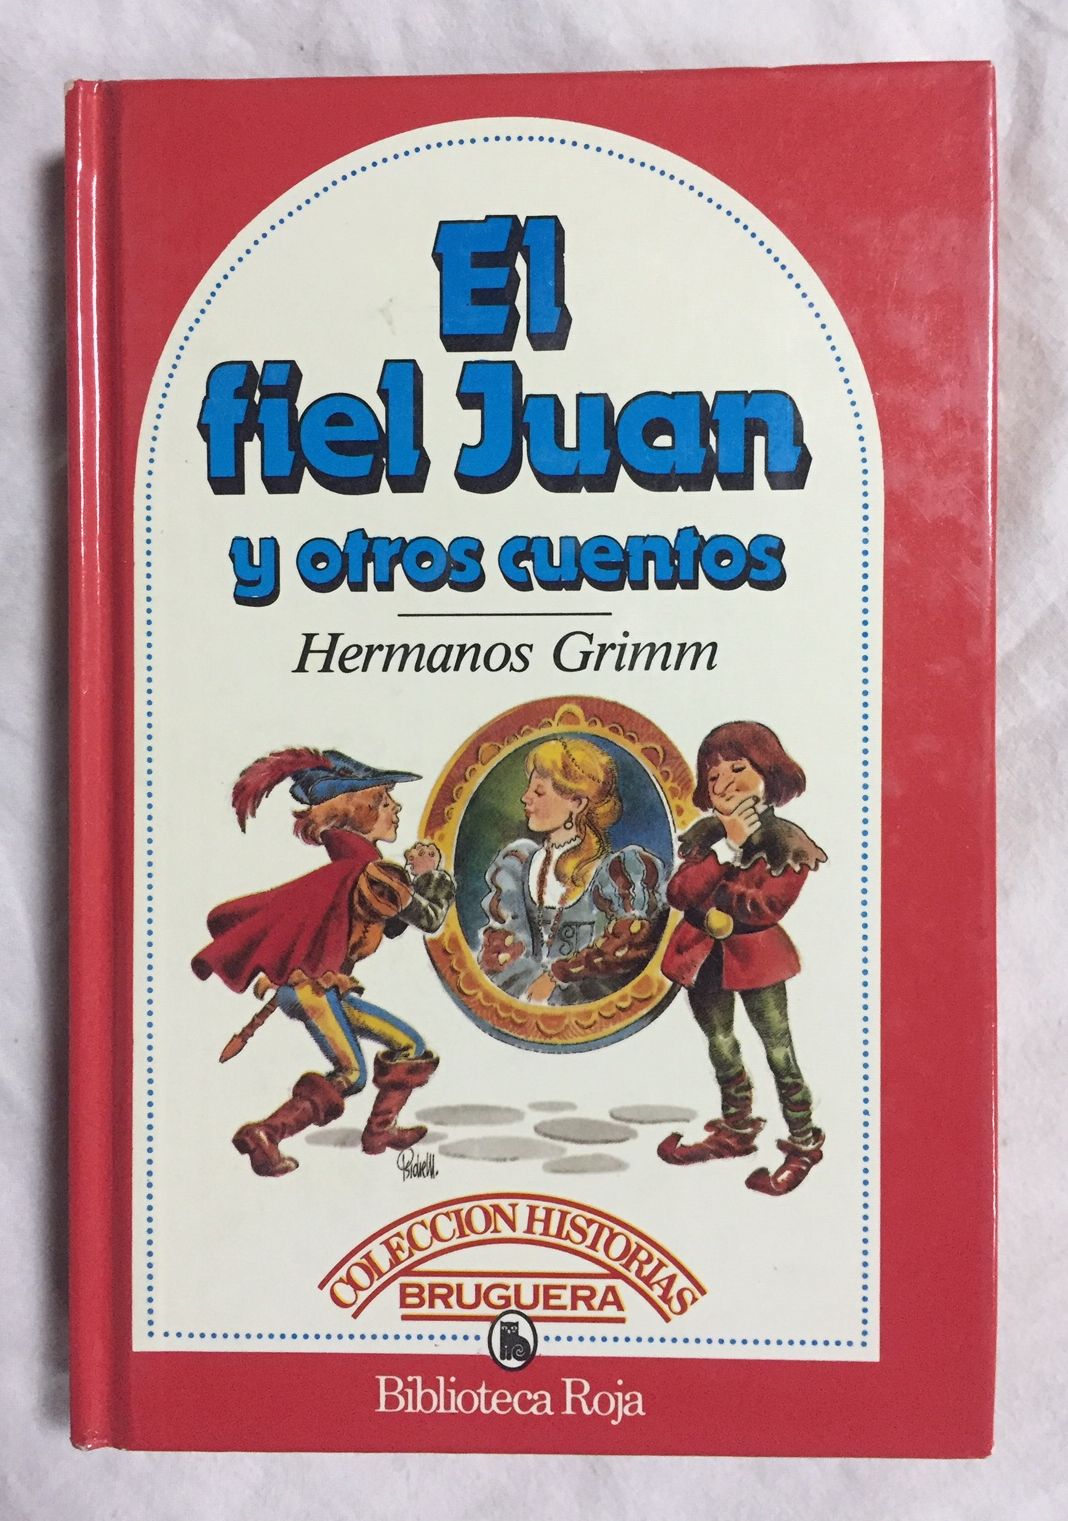 El
fiel Juan
y otros cuentos
Hermanos Grimm
COLECCION HISTORIAS
BRUGUERA
Biblioteca Roja